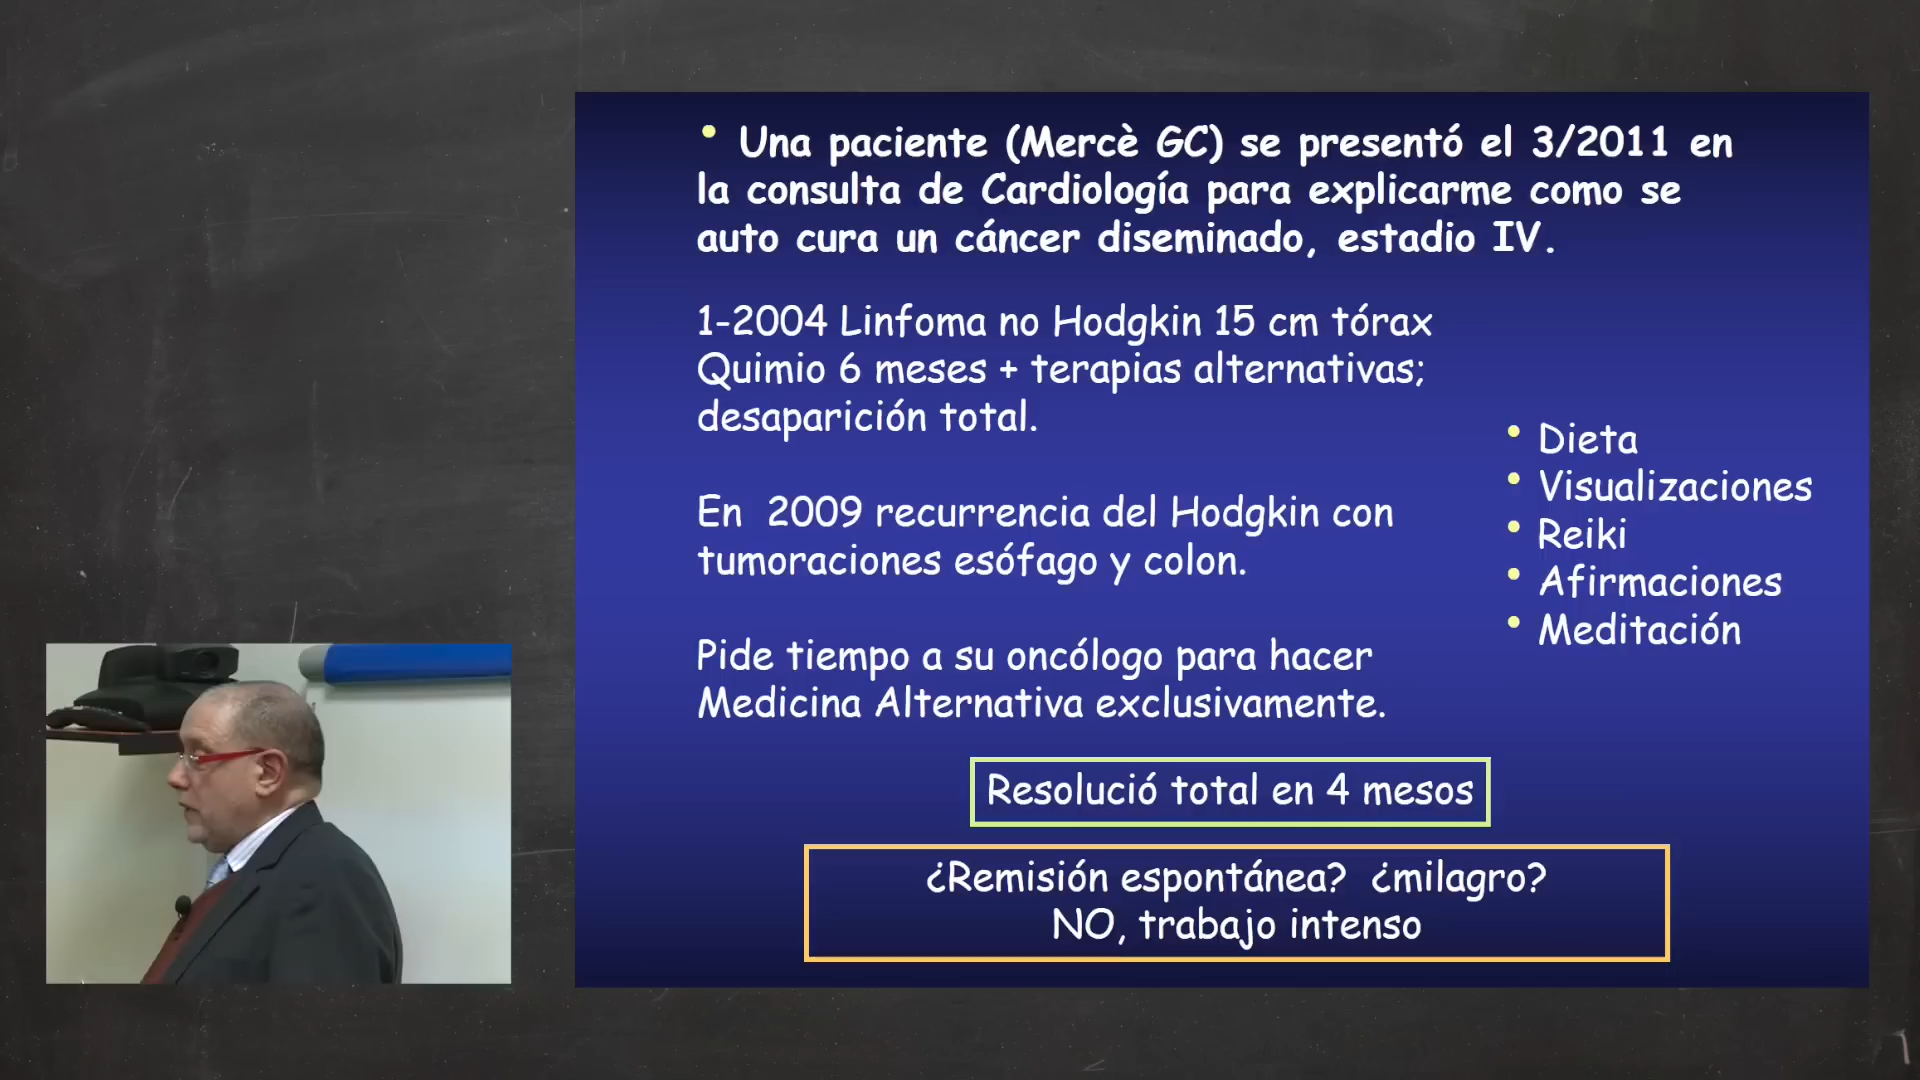 • Una paciente (Mercè GC) se presentó el 3/2011 en
la consulta de Cardiología para explicarme como se
auto cura un cáncer diseminado, estadio IV.
1-2004 Linfoma no Hodgkin 15 cm tórax
Quimio 6 meses + terapias alternativas;
desaparición total.
En 2009 recurrencia del Hodgkin con
tumoraciones esófago y colon.
Pide tiempo a su oncólogo para hacer
Medicina Alternativa exclusivamente.
• Dieta
• Visualizaciones
• Reiki
• Afirmaciones
• Meditación
Resolució total en 4 mesos
¿Remisión espontánea? ¿milagro?
NO, trabajo intenso